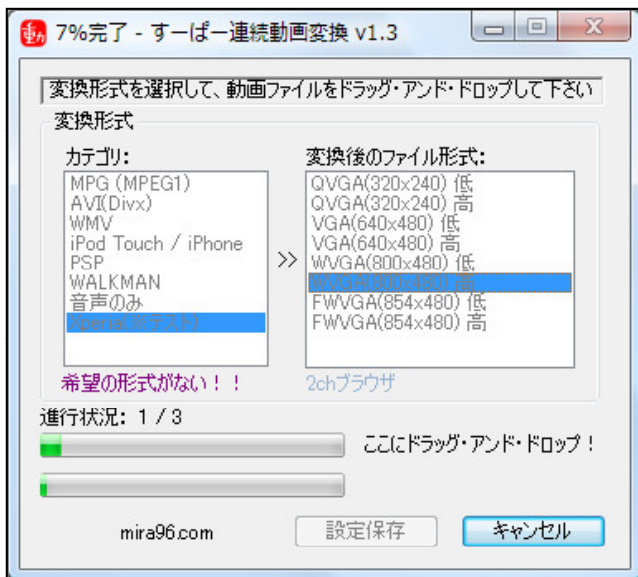 7%完了 - すーぱー連続動画変換 v1.3
変換形式を選択して、動画ファイルをドラッグ・アンド・ドロップして下さい
変換形式
カテゴリ:
MPG (MPEG1)
AVI(Divx)
WMV
iPod Touch / iPhone
PSP
WALKMAN
音声のみ
Xperia(※テスト)
>>
変換後のファイル形式:
QVGA(320x240) 低
QVGA(320x240) 高
VGA(640x480) 低
VGA(640x480) 高
WVGA(800x480) 低
WVGA(800x480) 高
FWVGA(854x480) 低
FWVGA(854x480) 高
希望の形式がない！！
2chブラウザ
進行状況: 1 / 3
ここにドラッグ・アンド・ドロップ！
mira96.com
設定保存
キャンセル